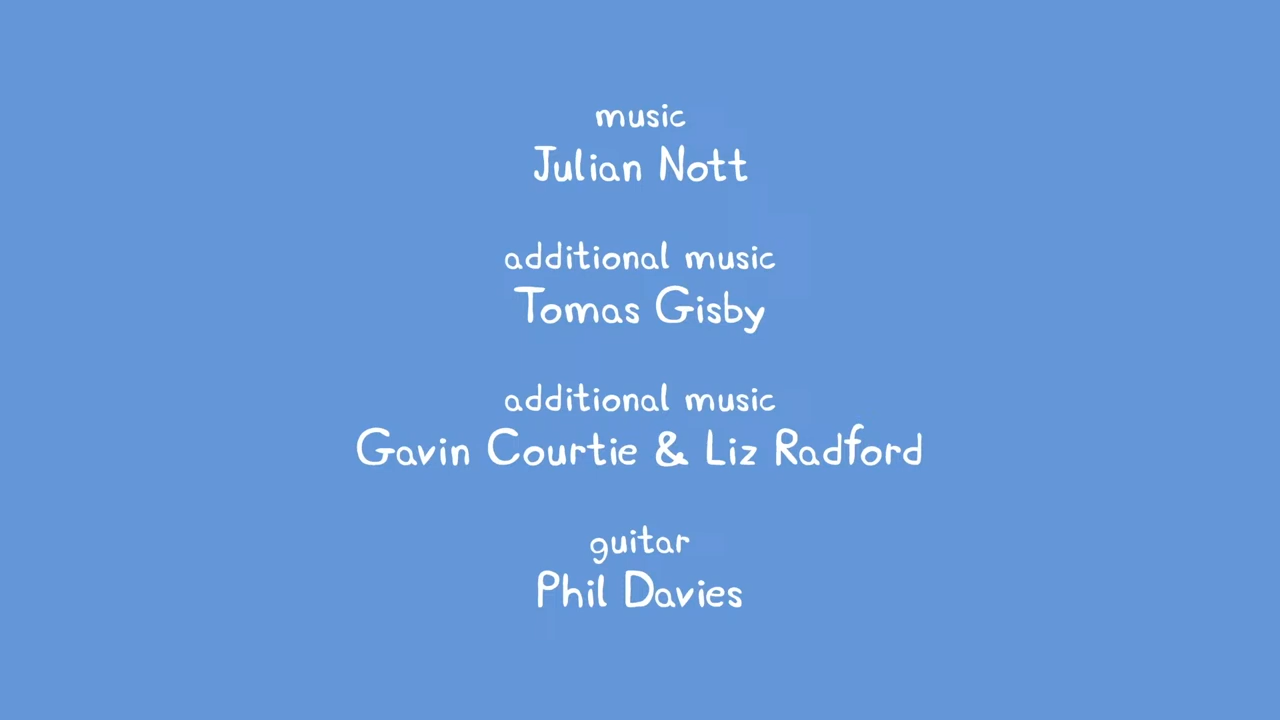 music
Julian Nott
additional music
Tomas Gisby
additional music
Gavin Courtie & Liz Radford
guitar
Phil Davies